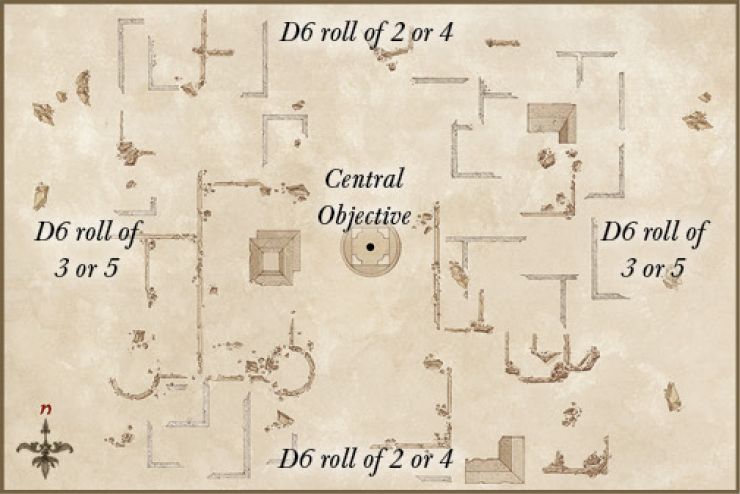 D6 roll of 2 or 4
Central
Objective
D6 roll of
3 or 5
D6 roll of
3 or 5
n
D6 roll of 2 or 4